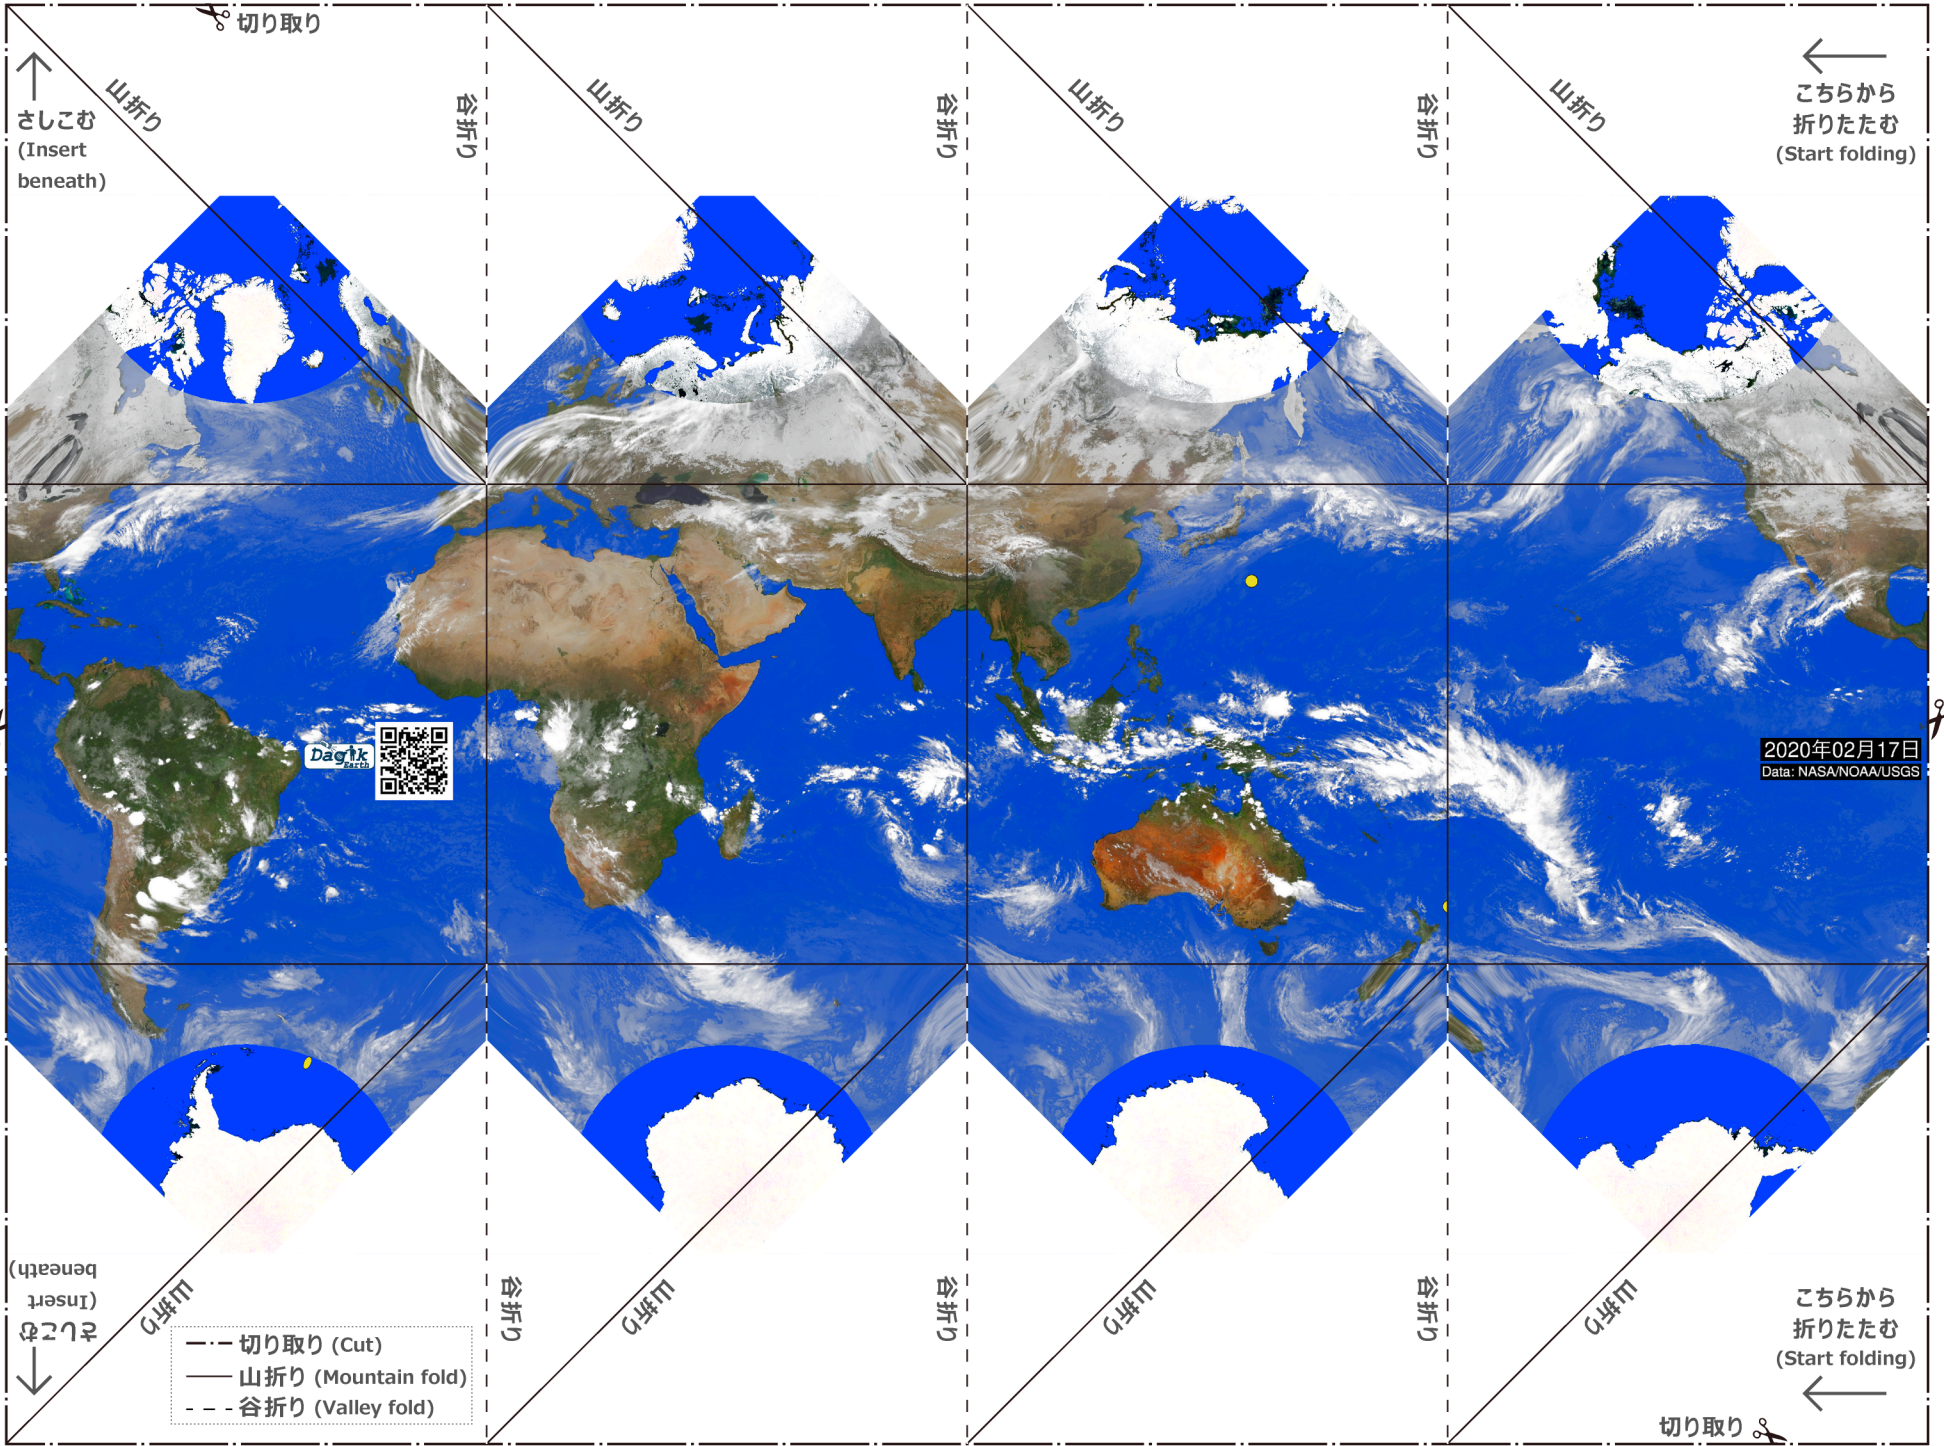 切り取り
山折り
谷折り
山折り
谷折り
山折り
谷折り
山折り
さしこむ
(Insert
beneath)
こちらから
折りたたむ
(Start folding)
Dagik
Earth
2020年02月17日
Data: NASA/NOAA/USGS
さしこむ
(Insert
beneath)
山折り
谷折り
山折り
谷折り
山折り
谷折り
山折り
切り取り (Cut)
山折り (Mountain fold)
谷折り (Valley fold)
こちらから
折りたたむ
(Start folding)
切り取り